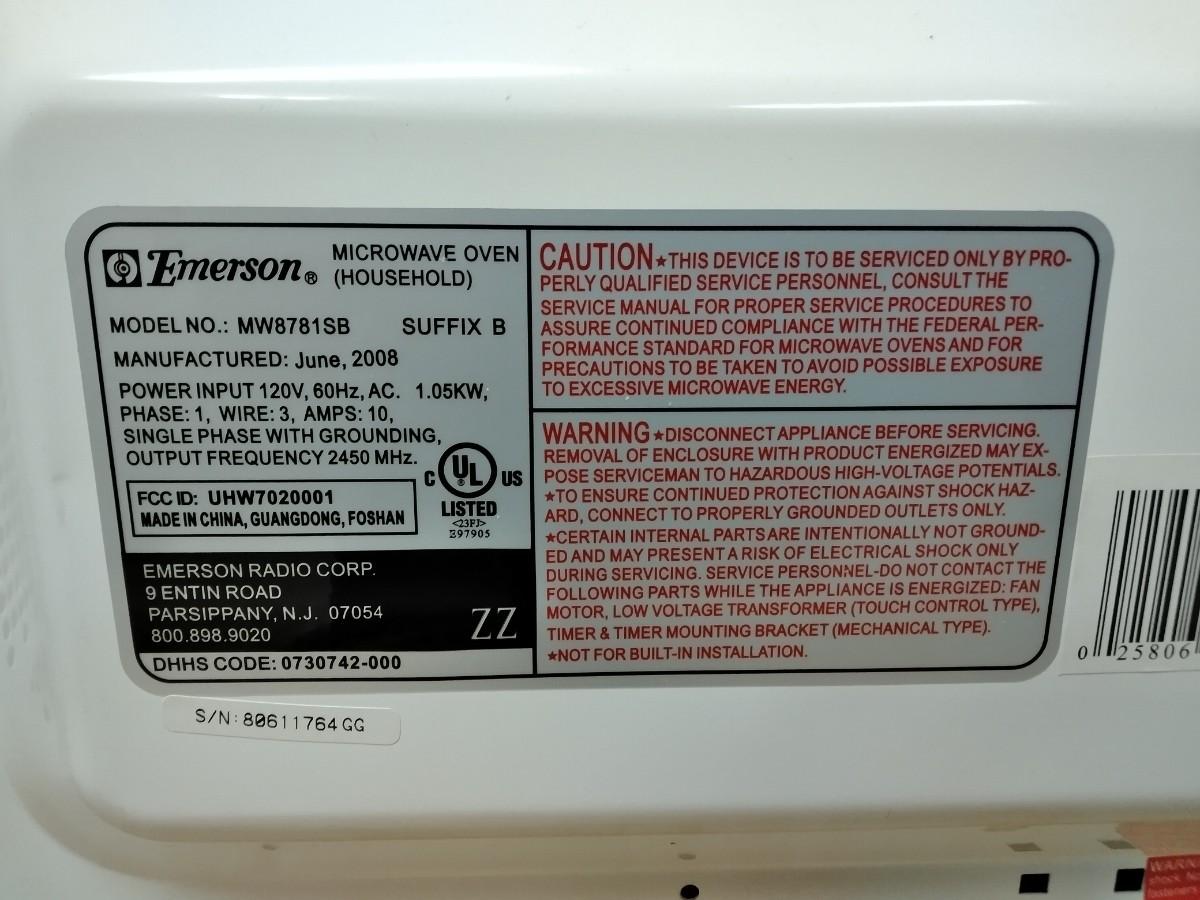 Emerson®
MICROWAVE OVEN
(HOUSEHOLD)
MODEL NO.: MW8781SB SUFFIX B
MANUFACTURED: June, 2008
POWER INPUT 120V, 60Hz, AC. 1.05KW,
PHASE: 1, WIRE: 3, AMPS: 10,
SINGLE PHASE WITH GROUNDING,
OUTPUT FREQUENCY 2450 MHz.
FCC ID: UHW7020001
MADE IN CHINA, GUANGDONG, FOSHAN
C UL US
LISTED
<23FJ>
E97905
EMERSON RADIO CORP.
9 ENTIN ROAD
PARSIPPANY, N.J. 07054
800.898.9020
ZZ
DHHS CODE: 0730742-000
CAUTION★THIS DEVICE IS TO BE SERVICED ONLY BY PRO-
PERLY QUALIFIED SERVICE PERSONNEL, CONSULT THE
SERVICE MANUAL FOR PROPER SERVICE PROCEDURES TO
ASSURE CONTINUED COMPLIANCE WITH THE FEDERAL PER-
FORMANCE STANDARD FOR MICROWAVE OVENS AND FOR
PRECAUTIONS TO BE TAKEN TO AVOID POSSIBLE EXPOSURE
TO EXCESSIVE MICROWAVE ENERGY.
WARNING★DISCONNECT APPLIANCE BEFORE SERVICING.
REMOVAL OF ENCLOSURE WITH PRODUCT ENERGIZED MAY EX-
POSE SERVICEMAN TO HAZARDOUS HIGH-VOLTAGE POTENTIALS.
★TO ENSURE CONTINUED PROTECTION AGAINST SHOCK HAZ-
ARD, CONNECT TO PROPERLY GROUNDED OUTLETS ONLY.
★CERTAIN INTERNAL PARTS ARE INTENTIONALLY NOT GROUND-
ED AND MAY PRESENT A RISK OF ELECTRICAL SHOCK ONLY
DURING SERVICING. SERVICE PERSONNEL-DO NOT CONTACT THE
FOLLOWING PARTS WHILE THE APPLIANCE IS ENERGIZED: FAN
MOTOR, LOW VOLTAGE TRANSFORMER (TOUCH CONTROL TYPE),
TIMER & TIMER MOUNTING BRACKET (MECHANICAL TYPE).
★NOT FOR BUILT-IN INSTALLATION.
S/N:80611764GG
0 25806